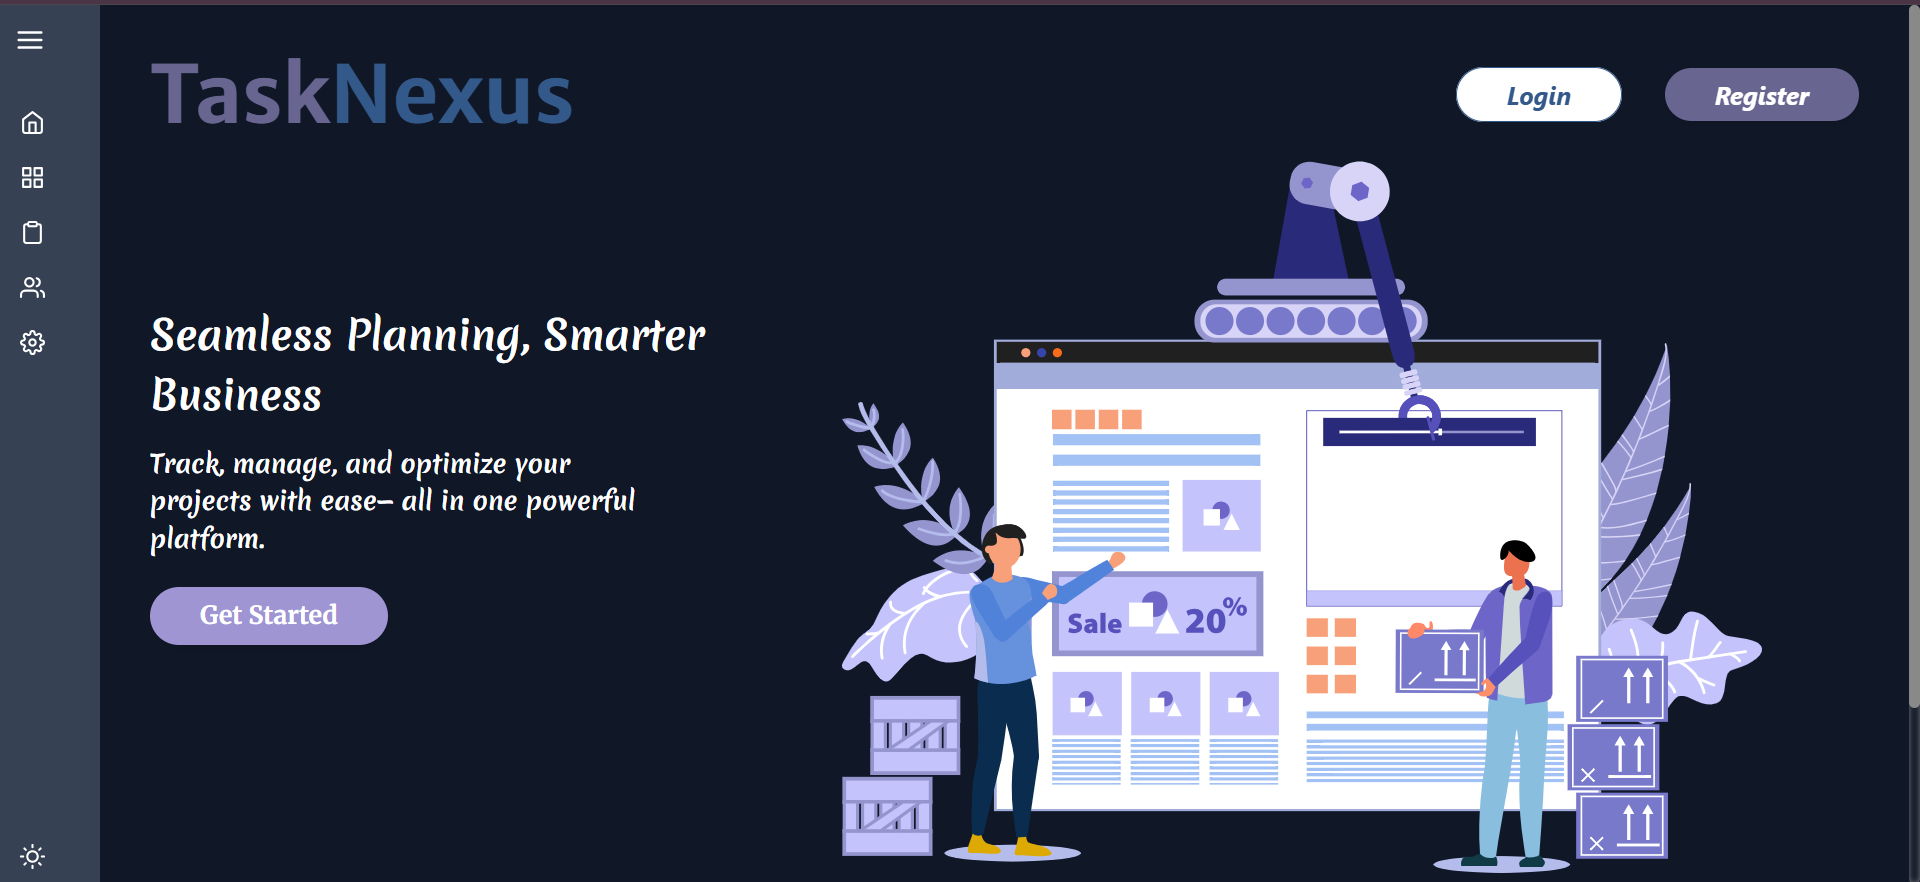 TaskNexus
Login
Register
Seamless Planning, Smarter
Business
Track, manage, and optimize your
projects with ease— all in one powerful
platform.
Get Started
Sale 20%